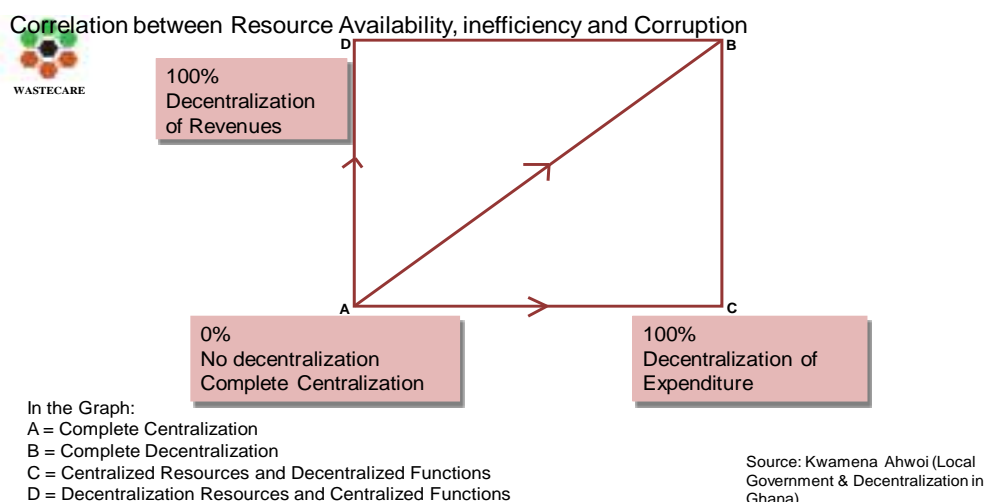 Correlation between Resource Availability, inefficiency and Corruption
WASTECARE
D
B
100%
Decentralization
of Revenues
A
C
0%
No decentralization
Complete Centralization
100%
Decentralization of
Expenditure
In the Graph:
A = Complete Centralization
B = Complete Decentralization
C = Centralized Resources and Decentralized Functions
D = Decentralization Resources and Centralized Functions
Source: Kwamena Ahwoi (Local
Government & Decentralization in
Ghana)